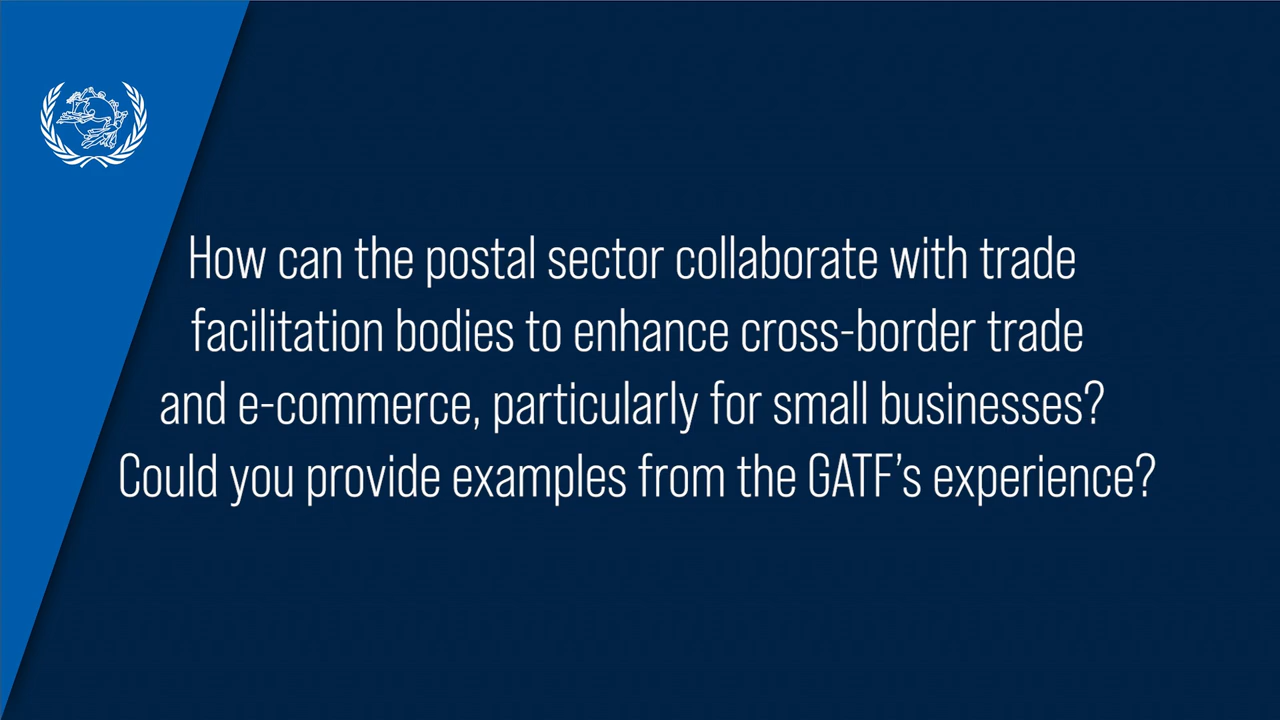 How can the postal sector collaborate with trade
facilitation bodies to enhance cross-border trade
and e-commerce, particularly for small businesses?
Could you provide examples from the GATF's experience?